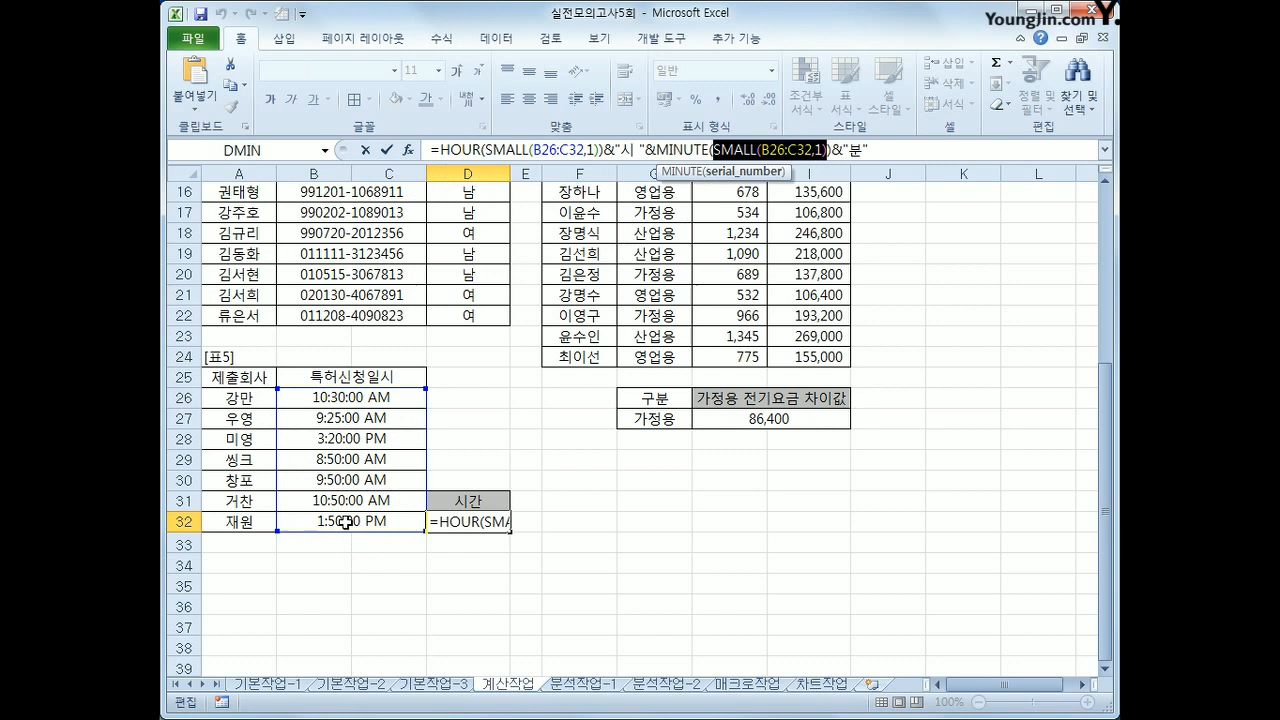 실전모의고사5회 - Microsoft Excel
YoungJin.com Y.
파일 홈 삽입 페이지 레이아웃 수식 데이터 검토 보기 개발 도구 추가 기능
붙여넣기 11 가 가 가 일반 조건부 서식 표 서식 셀 스타일 삽입 삭제 서식 정렬 및 필터 찾기 및 선택
클립보드 글꼴 맞춤 표시 형식 스타일 셀 편집
DMIN =HOUR(SMALL(B26:C32,1))&"시 "&MINUTE(SMALL(B26:C32,1))&"분"
MINUTE(serial_number)
A B C D E F G I J K L
16 권태형 991201-1068911 남 장하나 영업용 678 135,600
17 강주호 990202-1089013 남 이윤수 가정용 534 106,800
18 김규리 990720-2012356 여 장명식 산업용 1,234 246,800
19 김동화 011111-3123456 남 김선희 산업용 1,090 218,000
20 김서현 010515-3067813 남 김은정 가정용 689 137,800
21 김서희 020130-4067891 여 강명수 영업용 532 106,400
22 류은서 011208-4090823 여 이영구 가정용 966 193,200
23 윤수인 산업용 1,345 269,000
24 [표5] 최이선 영업용 775 155,000
25 제출회사 특허신청일시
26 강만 10:30:00 AM 구분 가정용 전기요금 차이값
27 우영 9:25:00 AM 가정용 86,400
28 미영 3:20:00 PM
29 씽크 8:50:00 AM
30 창포 9:50:00 AM
31 거찬 10:50:00 AM 시간
32 재원 1:50:00 PM =HOUR(SMA
33
34
35
36
37
38
39
기본작업-1 기본작업-2 기본작업-3 계산작업 분석작업-1 분석작업-2 매크로작업 차트작업
편집 100%